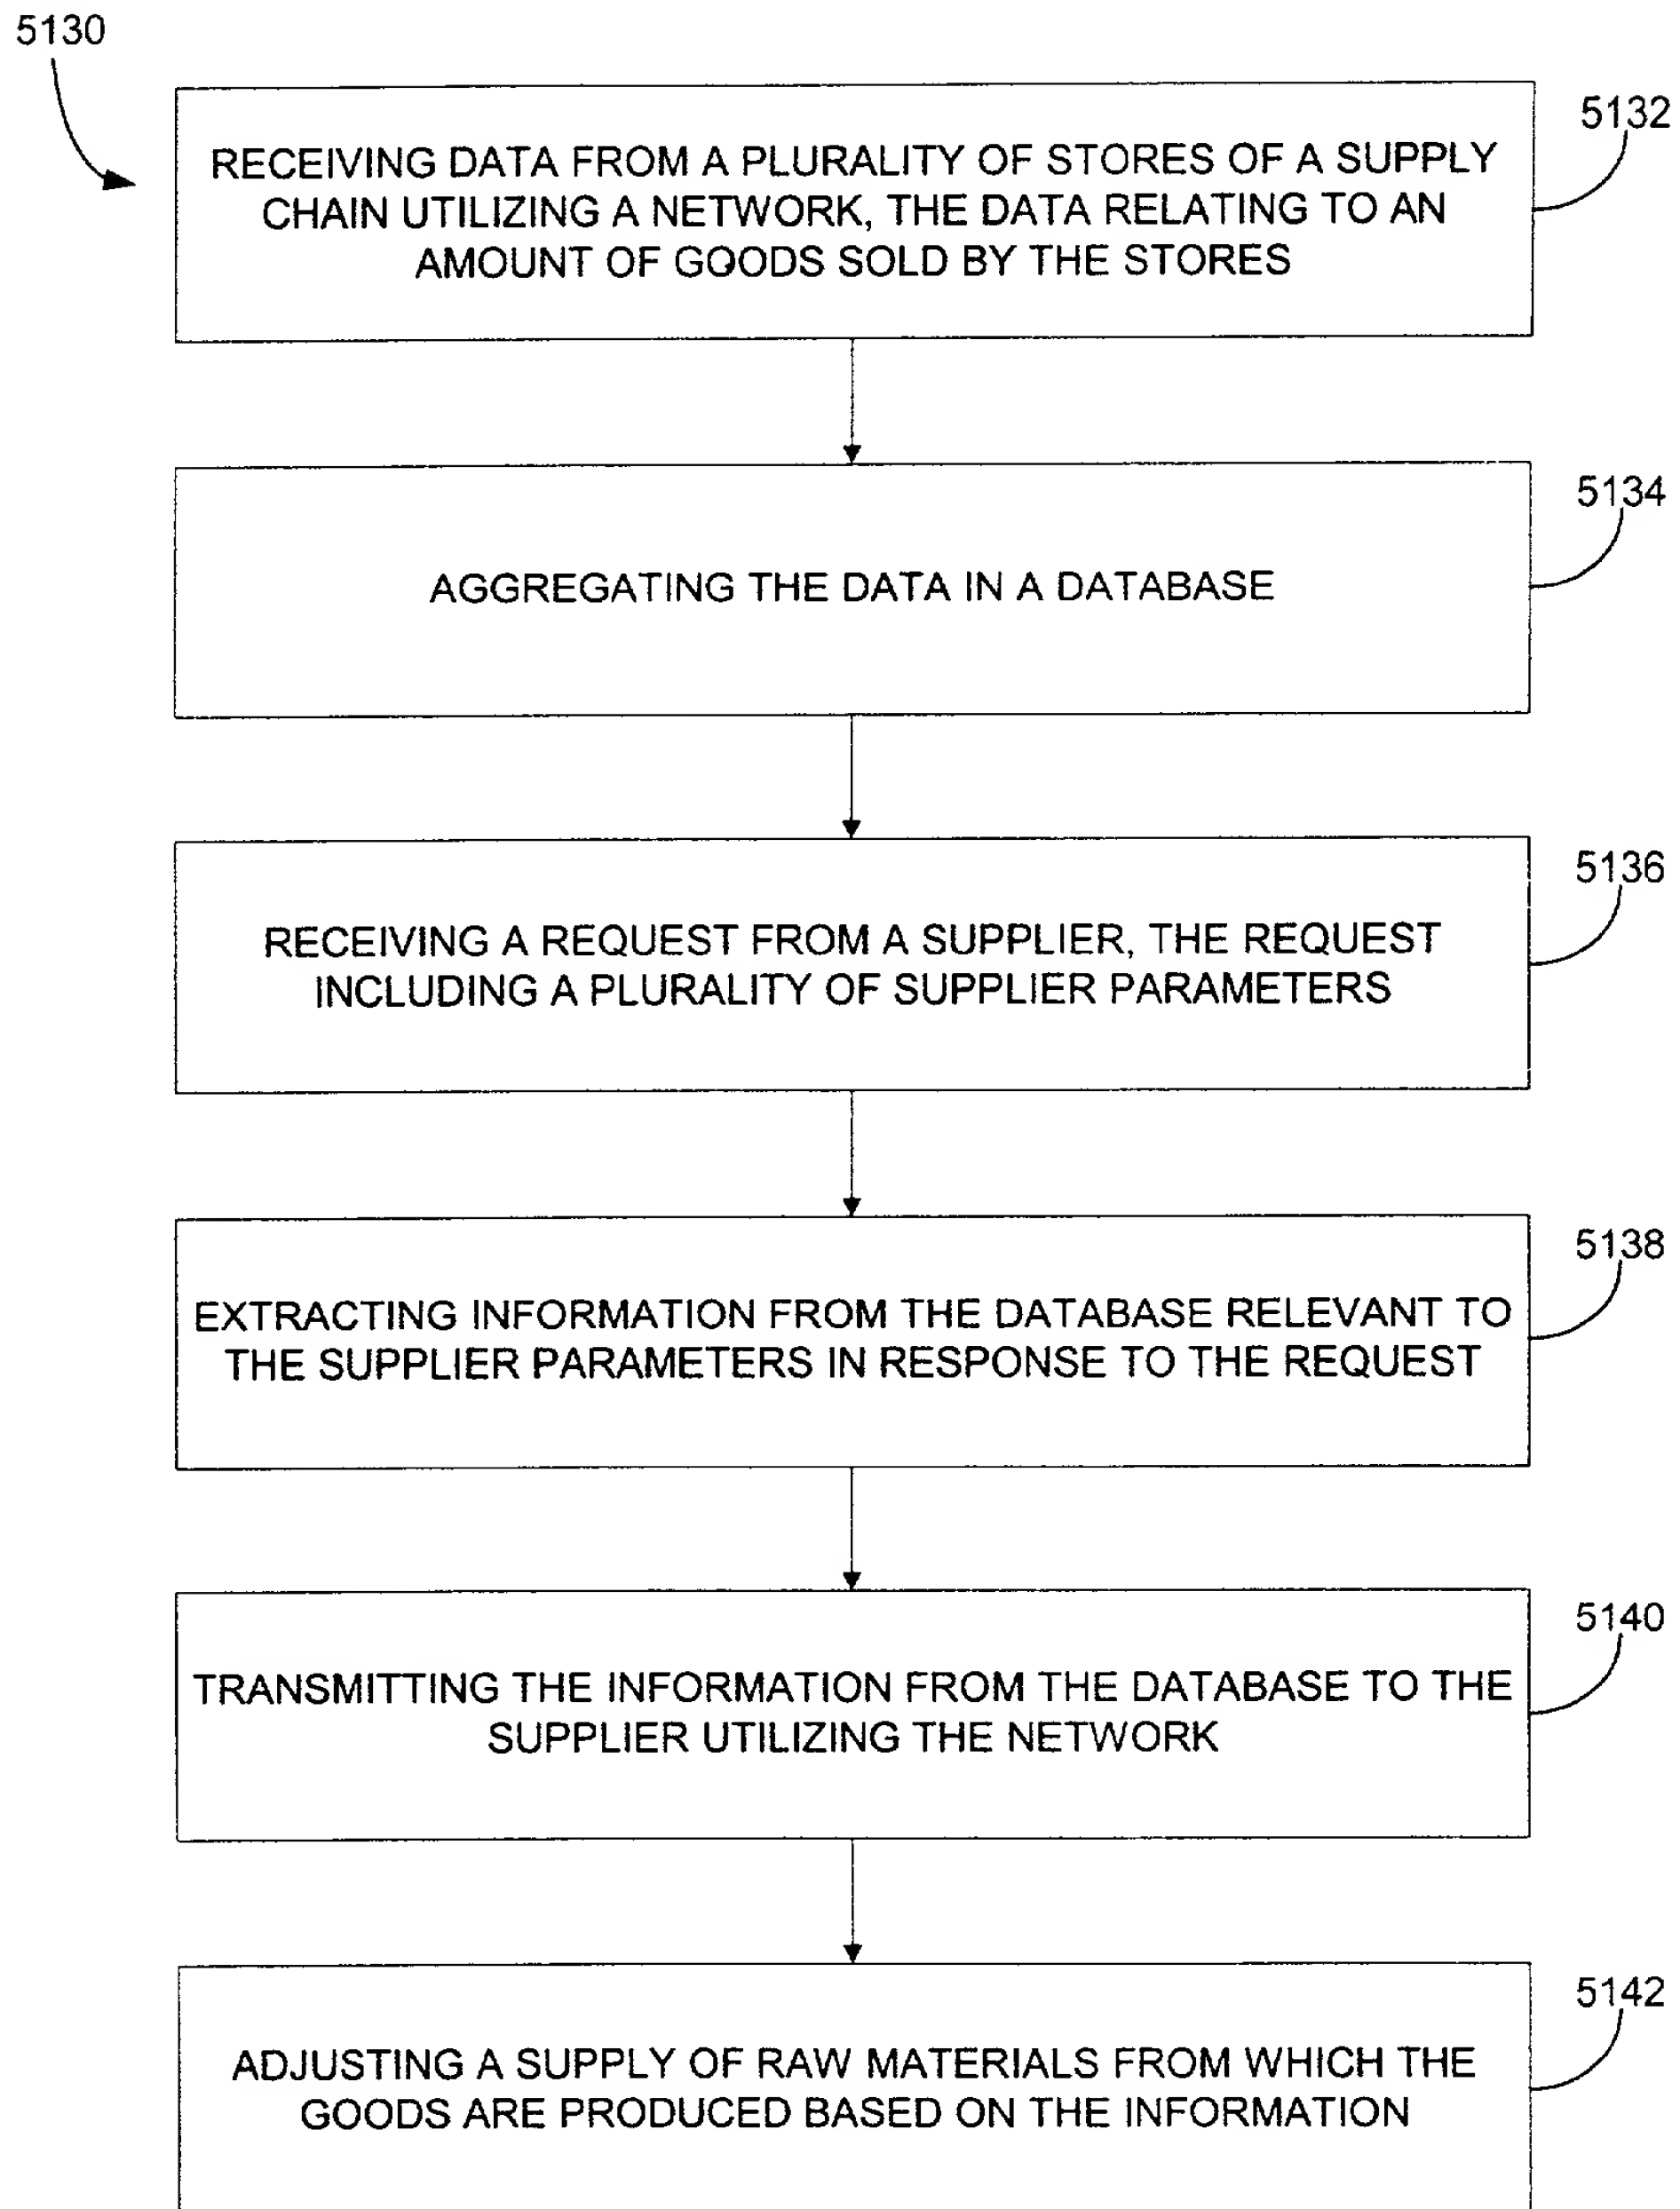 5130
5132
RECEIVING DATA FROM A PLURALITY OF STORES OF A SUPPLY
CHAIN UTILIZING A NETWORK, THE DATA RELATING TO AN
AMOUNT OF GOODS SOLD BY THE STORES
5134
AGGREGATING THE DATA IN A DATABASE
5136
RECEIVING A REQUEST FROM A SUPPLIER, THE REQUEST
INCLUDING A PLURALITY OF SUPPLIER PARAMETERS
5138
EXTRACTING INFORMATION FROM THE DATABASE RELEVANT TO
THE SUPPLIER PARAMETERS IN RESPONSE TO THE REQUEST
5140
TRANSMITTING THE INFORMATION FROM THE DATABASE TO THE
SUPPLIER UTILIZING THE NETWORK
5142
ADJUSTING A SUPPLY OF RAW MATERIALS FROM WHICH THE
GOODS ARE PRODUCED BASED ON THE INFORMATION